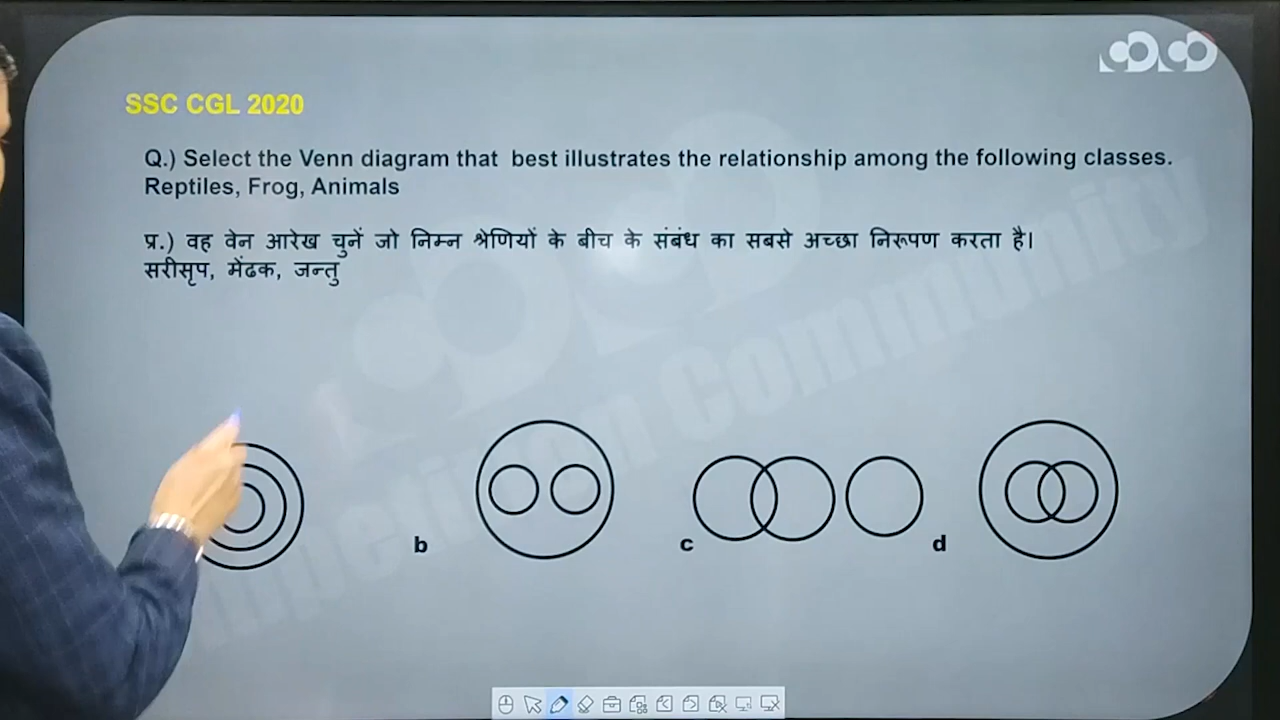 SSC CGL 2020
Q.) Select the Venn diagram that best illustrates the relationship among the following classes.
Reptiles, Frog, Animals
प्र.) वह वेन आरेख चुनें जो निम्न श्रेणियों के बीच के संबंध का सबसे अच्छा निरूपण करता है।
सरीसृप, मेंढक, जन्तु
b
c
d
Community